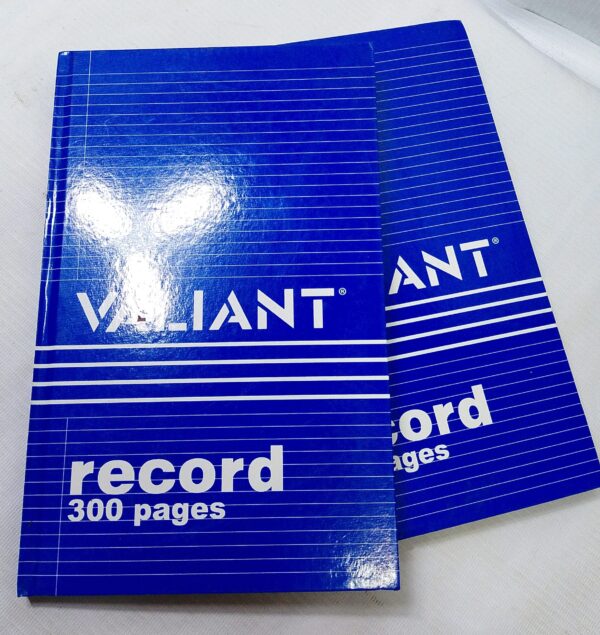 VALIANT®
record
300 pages
ANT®
cord
ages